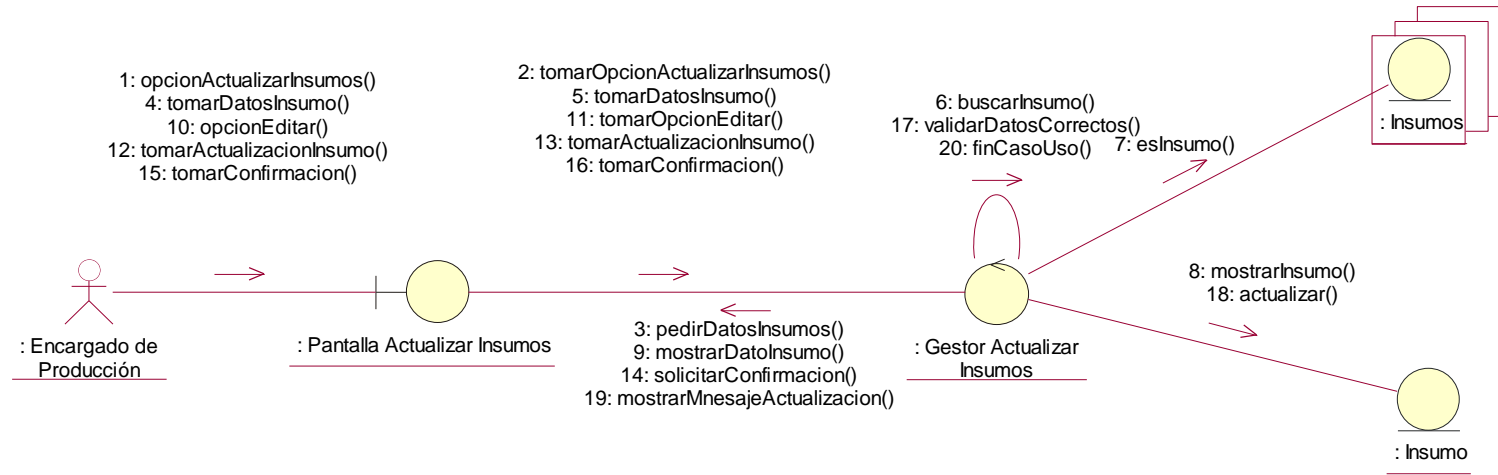 1: opcionActualizarInsumos()
4: tomarDatosInsumo()
10: opcionEditar()
12: tomarActualizacionInsumo()
15: tomarConfirmacion()
2: tomarOpcionActualizarInsumos()
5: tomarDatosInsumo()
11: tomarOpcionEditar()
13: tomarActualizacionInsumo()
16: tomarConfirmacion()
6: buscarInsumo()
17: validarDatosCorrectos()
20: finCasoUso()
7: esInsumo()
: Insumos
8: mostrarInsumo()
18: actualizar()
3: pedirDatosInsumos()
9: mostrarDatoInsumo()
14: solicitarConfirmacion()
19: mostrarMnesajeActualizacion()
: Encargado de
Producción
: Pantalla Actualizar Insumos
: Gestor Actualizar
Insumos
: Insumo